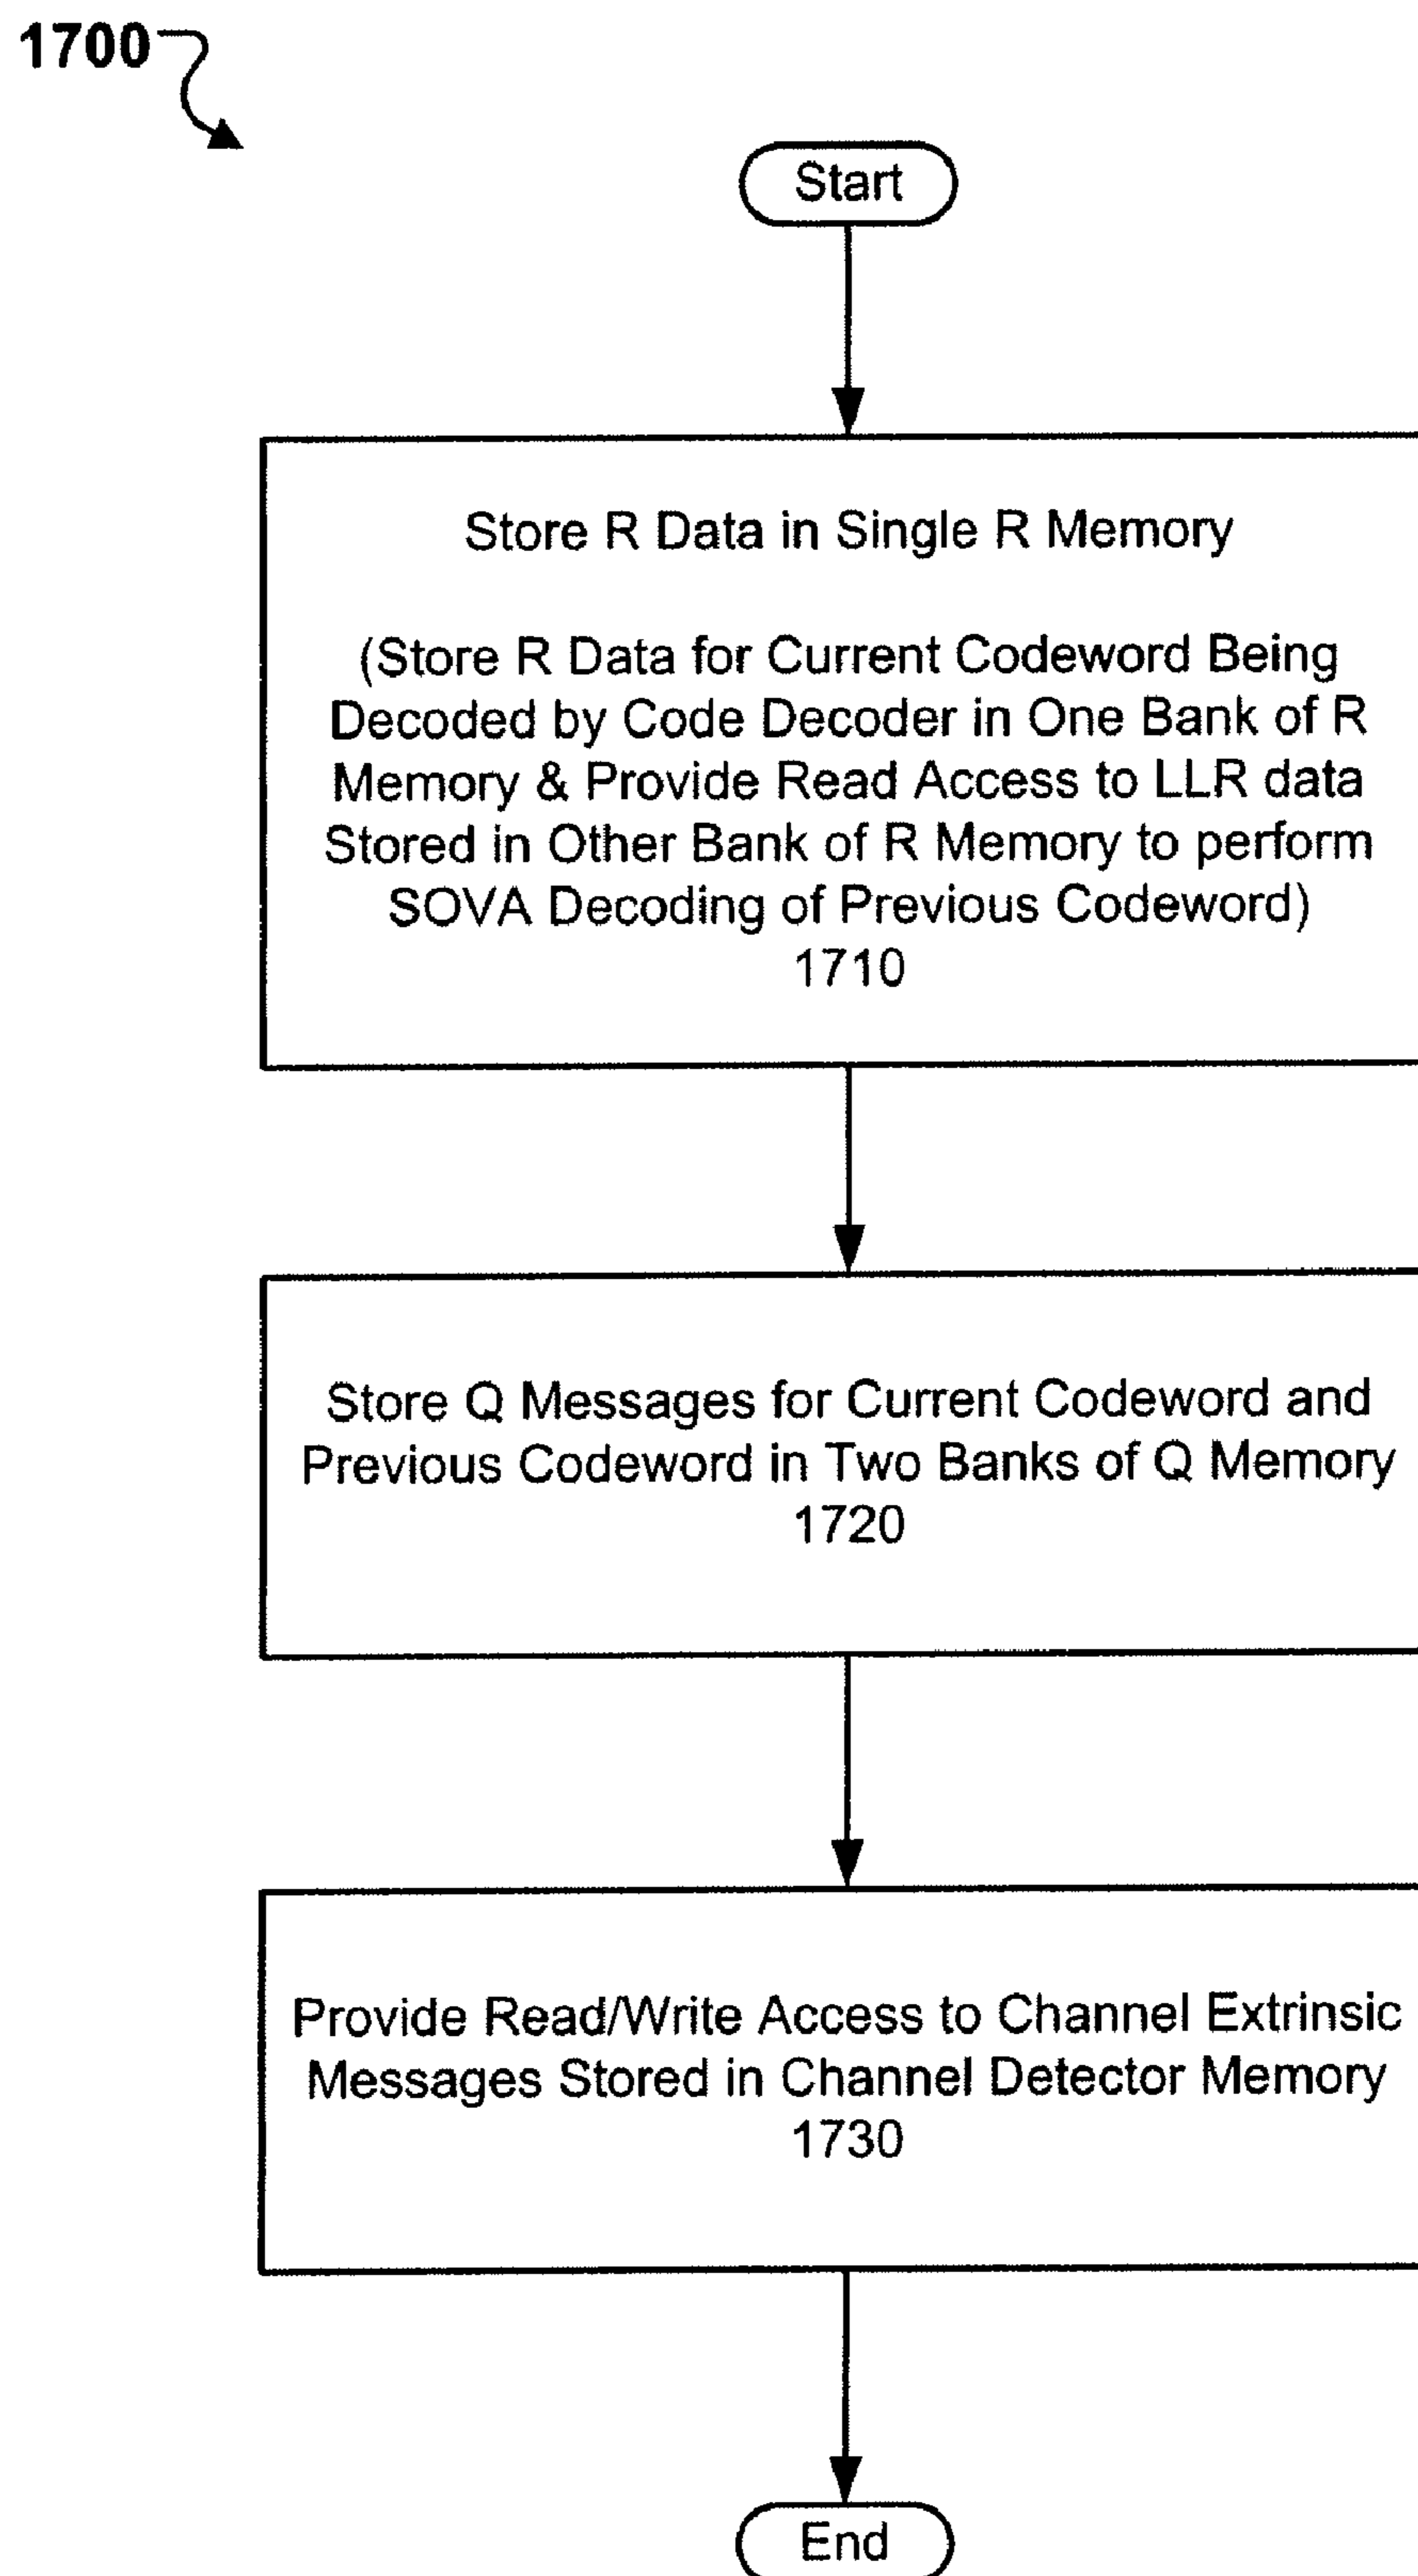 1700
Start
Store R Data in Single R Memory
(Store R Data for Current Codeword Being
Decoded by Code Decoder in One Bank of R
Memory & Provide Read Access to LLR data
Stored in Other Bank of R Memory to perform
SOVA Decoding of Previous Codeword)
1710
Store Q Messages for Current Codeword and
Previous Codeword in Two Banks of Q Memory
1720
Provide Read/Write Access to Channel Extrinsic
Messages Stored in Channel Detector Memory
1730
End